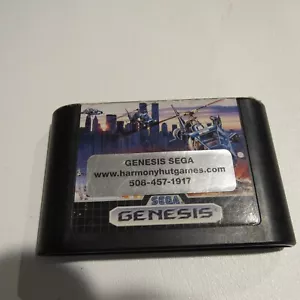 GENESIS SEGA
www.harmonyhutgames.com
508-457-1917
SEGA
GENESIS